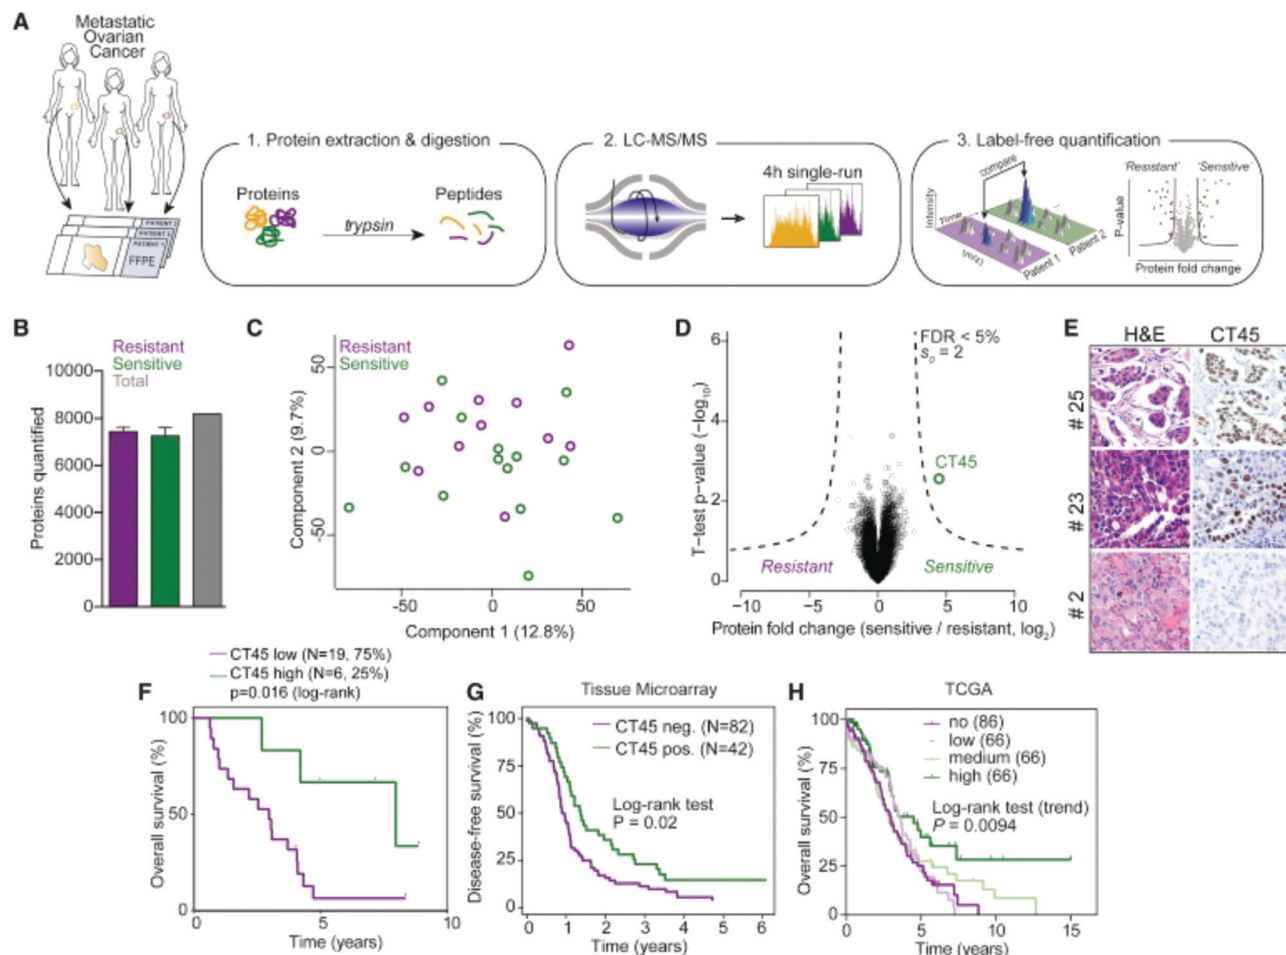 A
Metastatic
Ovarian
Cancer
PATIENT 1
FFPE
1. Protein extraction & digestion
Proteins
trypsin
Peptides
2. LC-MS/MS
4h single-run
3. Label-free quantification
compare
Intensity
Time
(m/z)
Patient 1
Patient 2
'Resistant'
'Sensitive'
P-value
Protein fold change
B
Resistant
Sensitive
Total
Proteins quantified
10000
8000
6000
4000
2000
0
C
Resistant
Sensitive
Component 2 (9.7%)
50
0
-50
-50
0
50
Component 1 (12.8%)
D
FDR < 5%
s0 = 2
T−test p−value (−log10)
6
4
2
0
CT45
Resistant
Sensitive
−10
−5
0
5
10
Protein fold change (sensitive / resistant, log2)
E
H&E
CT45
#25
#23
#2
F
CT45 low (N=19, 75%)
CT45 high (N=6, 25%)
p=0.016 (log-rank)
Overall survival (%)
100
50
0
0
5
10
Time (years)
G
Tissue Microarray
CT45 neg. (N=82)
CT45 pos. (N=42)
Log-rank test
P = 0.02
Disease-free survival (%)
100
75
50
25
0
0 1 2 3 4 5 6
Time (years)
H
TCGA
no (86)
low (66)
medium (66)
high (66)
Log-rank test (trend)
P = 0.0094
Overall survival (%)
100
75
50
25
0
0
5
10
15
Time (years)